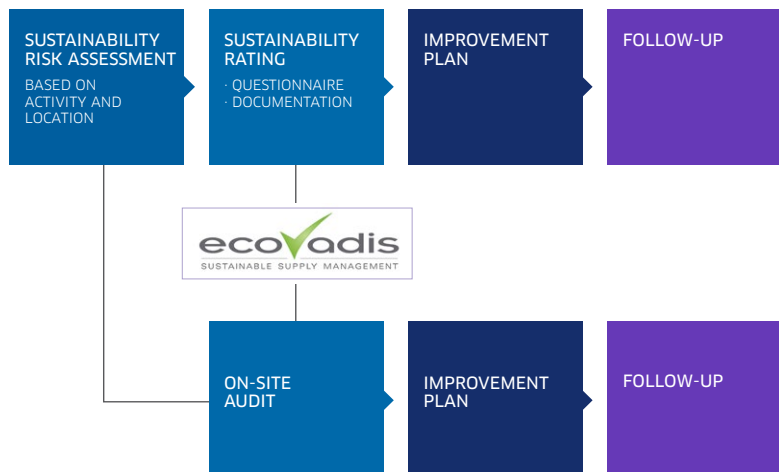 SUSTAINABILITY
RISK ASSESSMENT
BASED ON
ACTIVITY AND
LOCATION
SUSTAINABILITY
RATING
· QUESTIONNAIRE
· DOCUMENTATION
IMPROVEMENT
PLAN
FOLLOW-UP
ecovadis
SUSTAINABLE SUPPLY MANAGEMENT
ON-SITE
AUDIT
IMPROVEMENT
PLAN
FOLLOW-UP